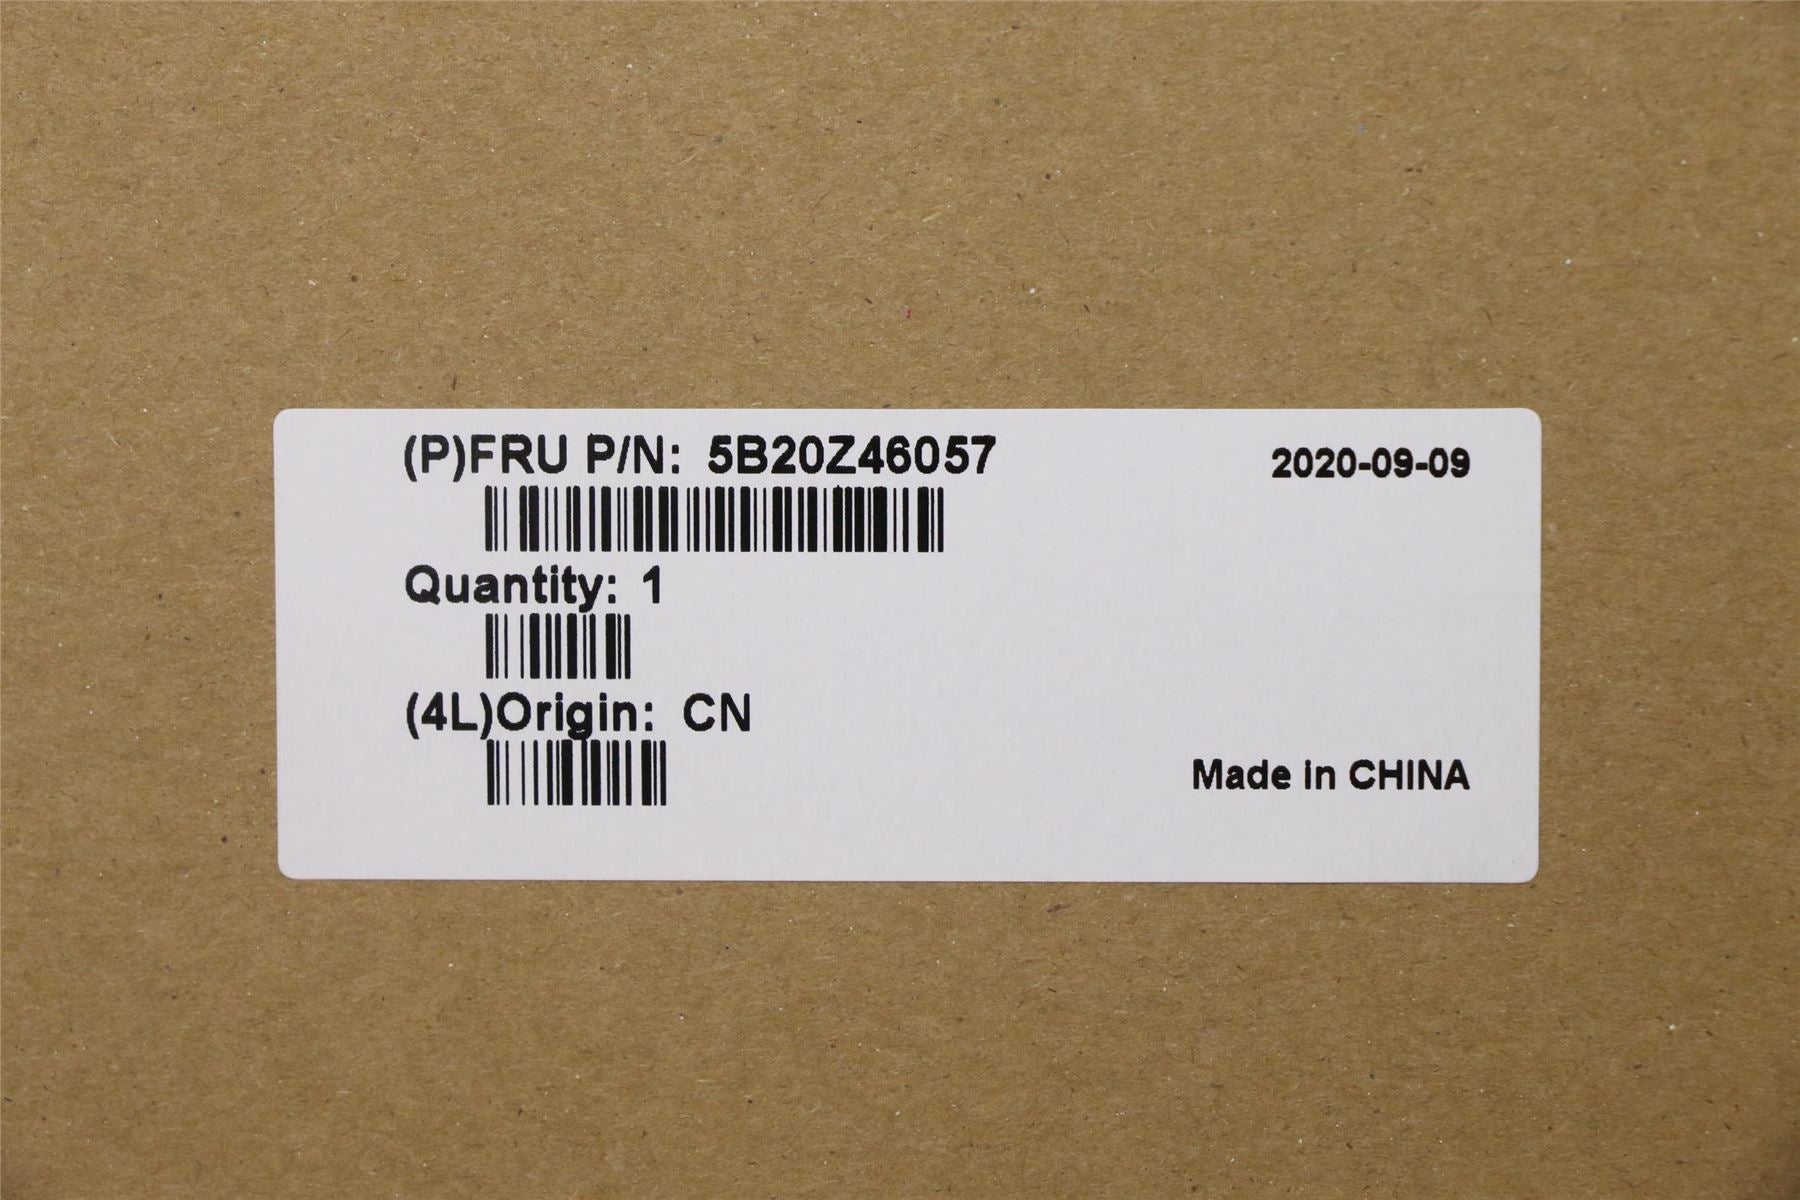 (P)FRU P/N: 5B20Z46057
2020-09-09
Quantity: 1
(4L)Origin: CN
Made in CHINA